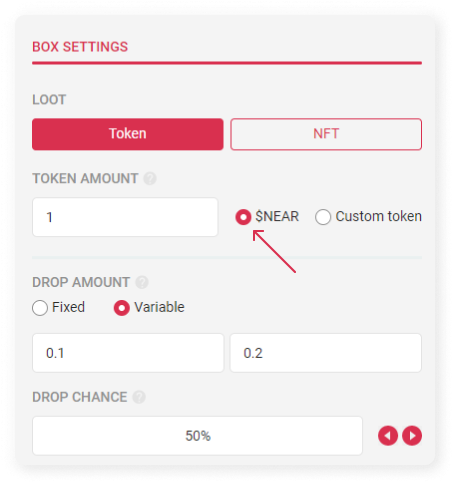 BOX SETTINGS
LOOT
Token NFT
TOKEN AMOUNT ?
1 $NEAR Custom token
DROP AMOUNT ?
Fixed Variable
0.1 0.2
DROP CHANCE ?
50%